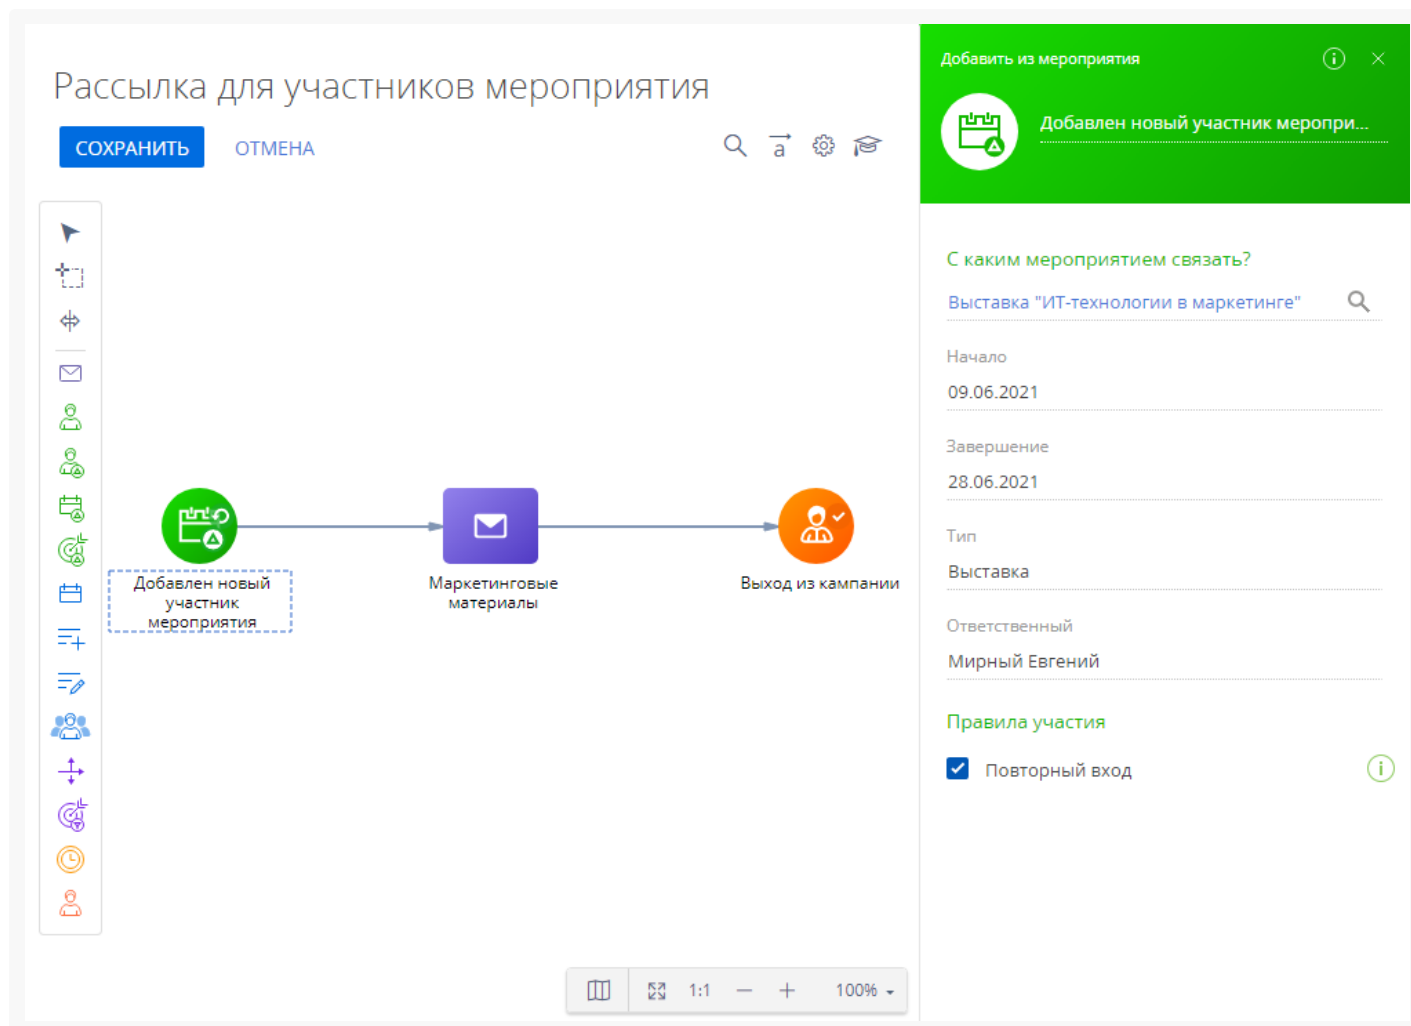 Рассылка для участников мероприятия
СОХРАНИТЬ
ОТМЕНА
a
Добавлен новый
участник
мероприятия
Маркетинговые
материалы
Выход из кампании
1:1
100%
Добавить из мероприятия
Добавлен новый участник меропри...
С каким мероприятием связать?
Выставка "ИТ-технологии в маркетинге"
Начало
09.06.2021
Завершение
28.06.2021
Тип
Выставка
Ответственный
Мирный Евгений
Правила участия
Повторный вход